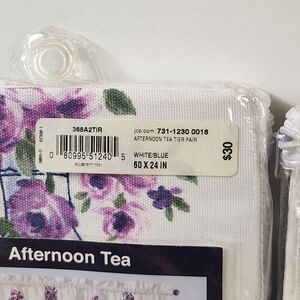 368A2TIR
jcp.com 731-1230 0018
AFTERNOON TEA TIER PAIR
0 80995 51240 5
WHITE/BLUE
60 X 24 IN
$30
Afternoon Tea